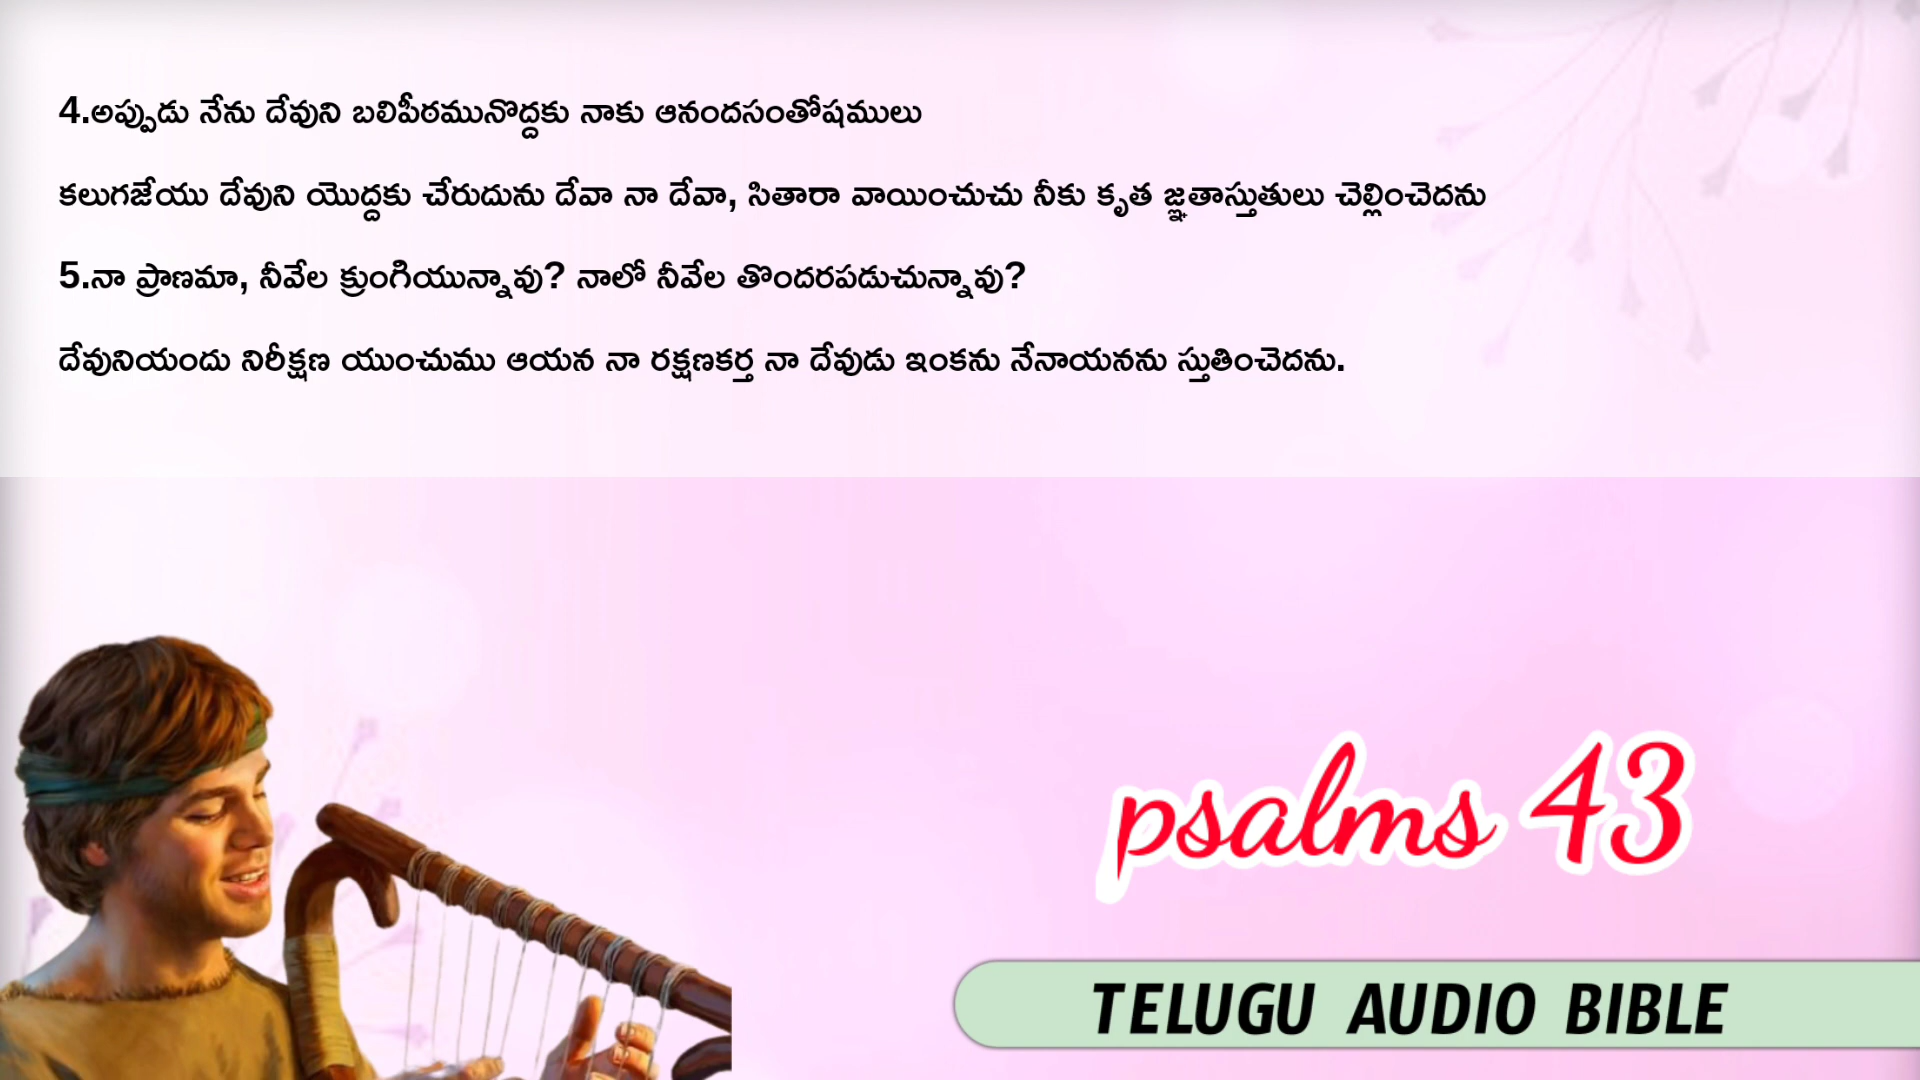 4.అప్పుడు నేను దేవుని బలిపీఠమునొద్దకు నాకు ఆనందసంతోషములు
కలుగజేయు దేవుని యొద్దకు చేరుదును దేవా నా దేవా, సితారా వాయించుచు నీకు కృత జ్ఞతాస్తుతులు చెల్లించెదను
5.నా ప్రాణమా, నీవేల క్రుంగియున్నావు? నాలో నీవేల తొందరపడుచున్నావు?
దేవునియందు నిరీక్షణ యుంచుము ఆయన నా రక్షణకర్త నా దేవుడు ఇంకను నేనాయనను స్తుతించెదను.
psalms 43
TELUGU AUDIO BIBLE